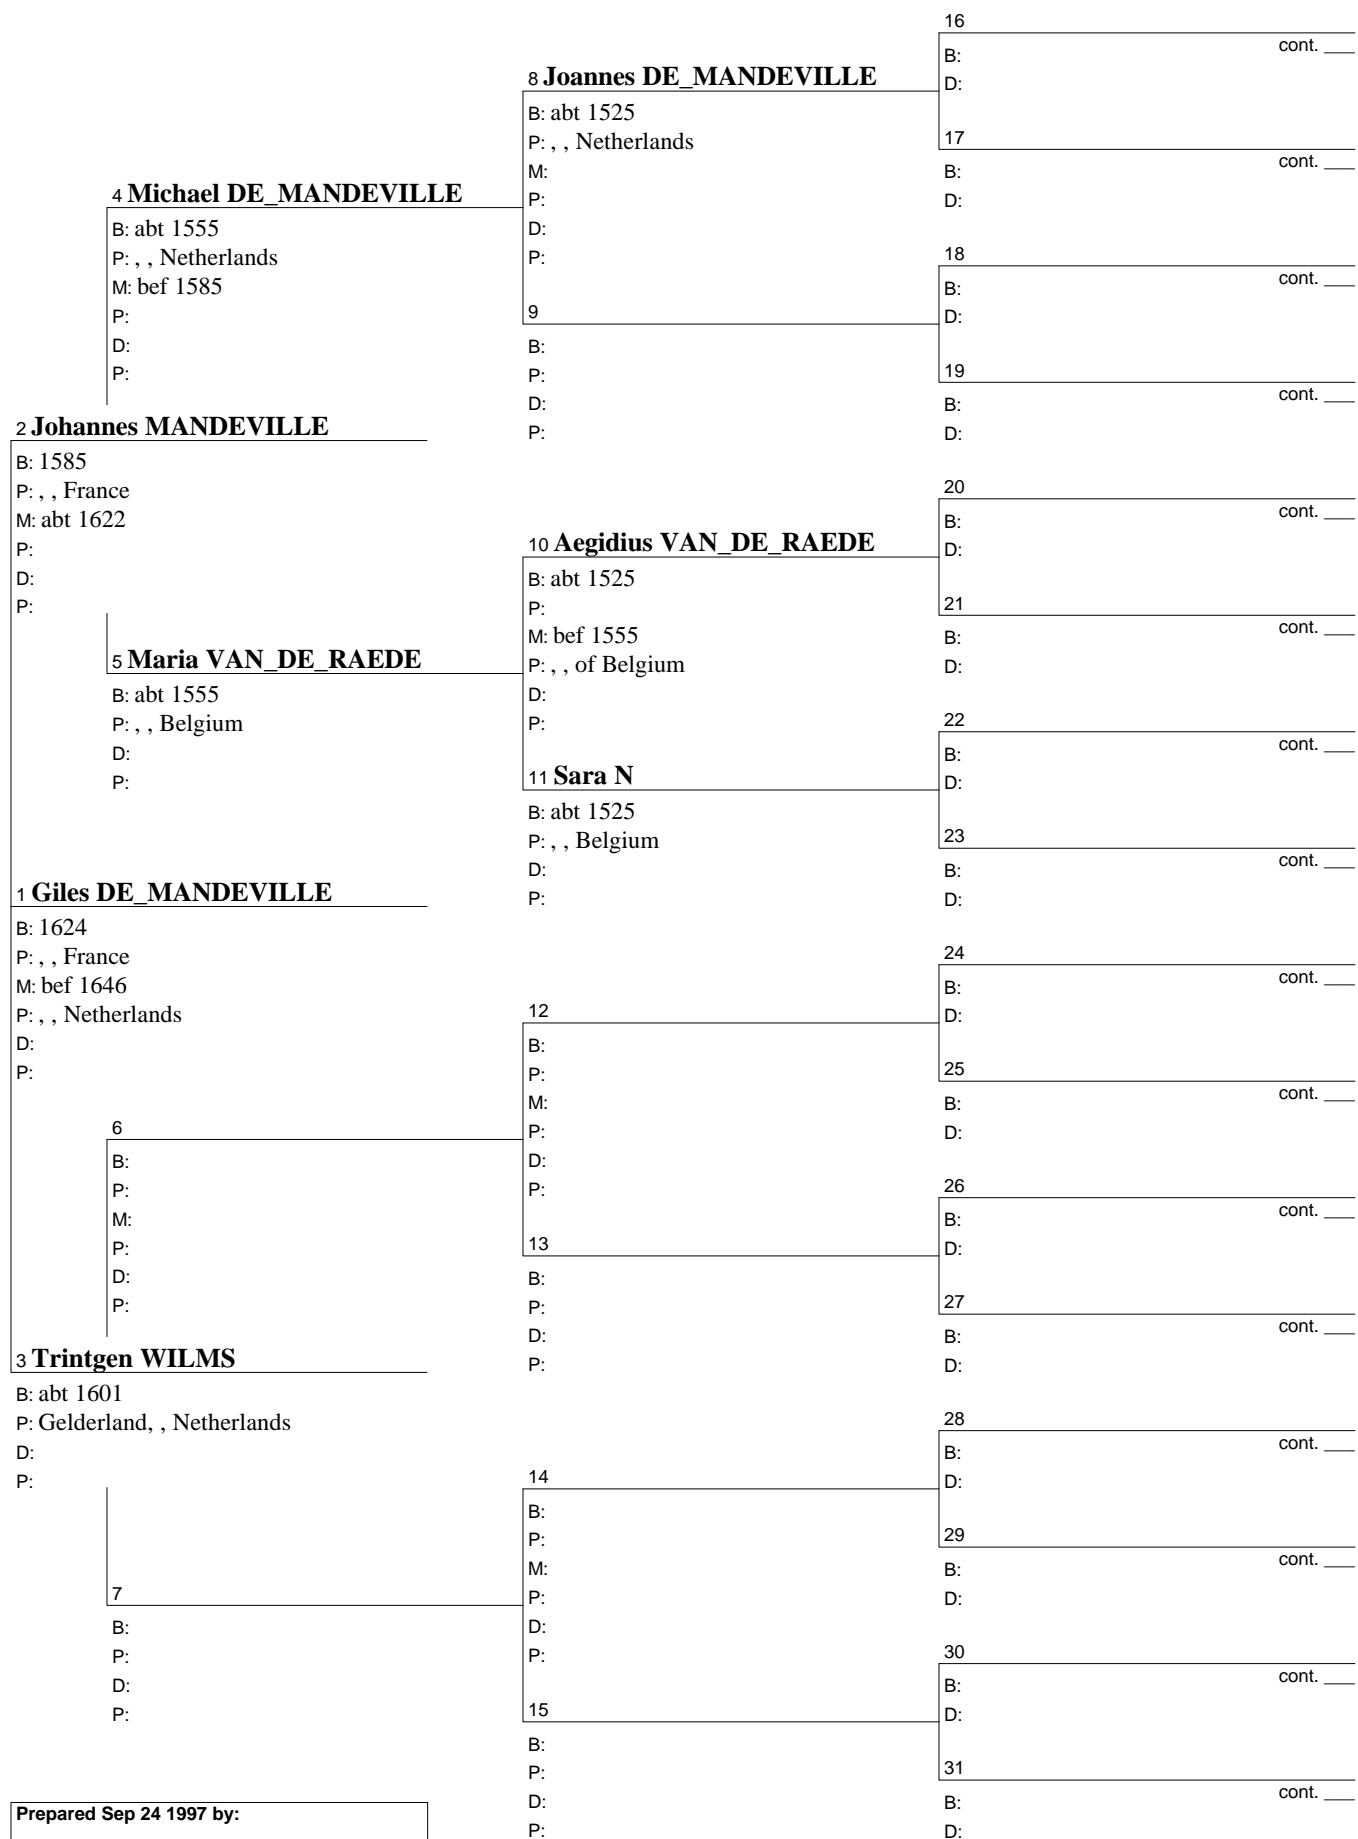 4 Michael DE_MANDEVILLE
B: abt 1555
P: , , Netherlands
M: bef 1585
P:
D:
P:
2 Johannes MANDEVILLE
B: 1585
P: , , France
M: abt 1622
P:
D:
P:
5 Maria VAN_DE_RAEDE
B: abt 1555
P: , , Belgium
D:
P:
1 Giles DE_MANDEVILLE
B: 1624
P: , , France
M: bef 1646
P: , , Netherlands
D:
P:
6
B:
P:
M:
P:
D:
P:
3 Trintgen WILMS
B: abt 1601
P: Gelderland, , Netherlands
D:
P:
7
B:
P:
D:
P:
Prepared Sep 24 1997 by:
8 Joannes DE_MANDEVILLE
B: abt 1525
P: , , Netherlands
M:
P:
D:
P:
9
B:
P:
D:
P:
10 Aegidius VAN_DE_RAEDE
B: abt 1525
P:
M: bef 1555
P: , , of Belgium
D:
P:
11 Sara N
B: abt 1525
P: , , Belgium
D:
P:
12
B:
P:
M:
P:
D:
P:
13
B:
P:
D:
P:
14
B:
P:
M:
P:
D:
P:
15
B:
P:
D:
P:
16
cont. ___
B:
D:
17
cont. ___
B:
D:
18
cont. ___
B:
D:
19
cont. ___
B:
D:
20
cont. ___
B:
D:
21
cont. ___
B:
D:
22
cont. ___
B:
D:
23
cont. ___
B:
D:
24
cont. ___
B:
D:
25
cont. ___
B:
D:
26
cont. ___
B:
D:
27
cont. ___
B:
D:
28
cont. ___
B:
D:
29
cont. ___
B:
D:
30
cont. ___
B:
D:
31
cont. ___
B:
D: